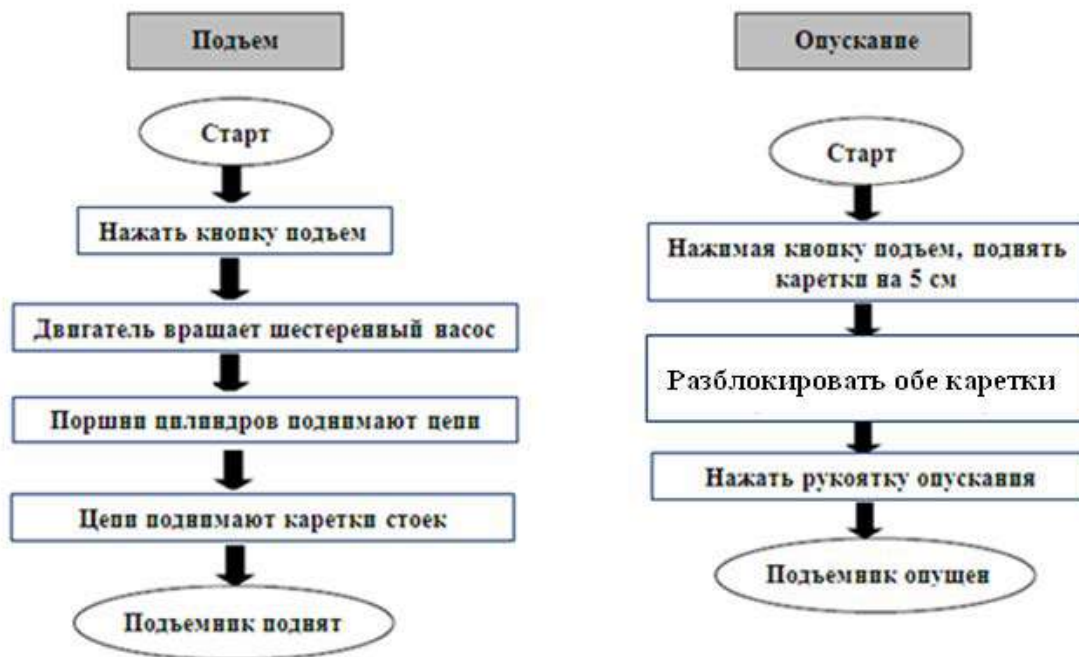 Подъем
Старт
Нажать кнопку подъем
Двигатель вращает шестеренный насос
Поршни цилиндров поднимают цепи
Цепи поднимают каретки стоек
Подъемник поднят
Опускание
Старт
Нажимая кнопку подъем, поднять
каретки на 5 см
Разблокировать обе каретки
Нажать рукоятку опускания
Подъемник опущен